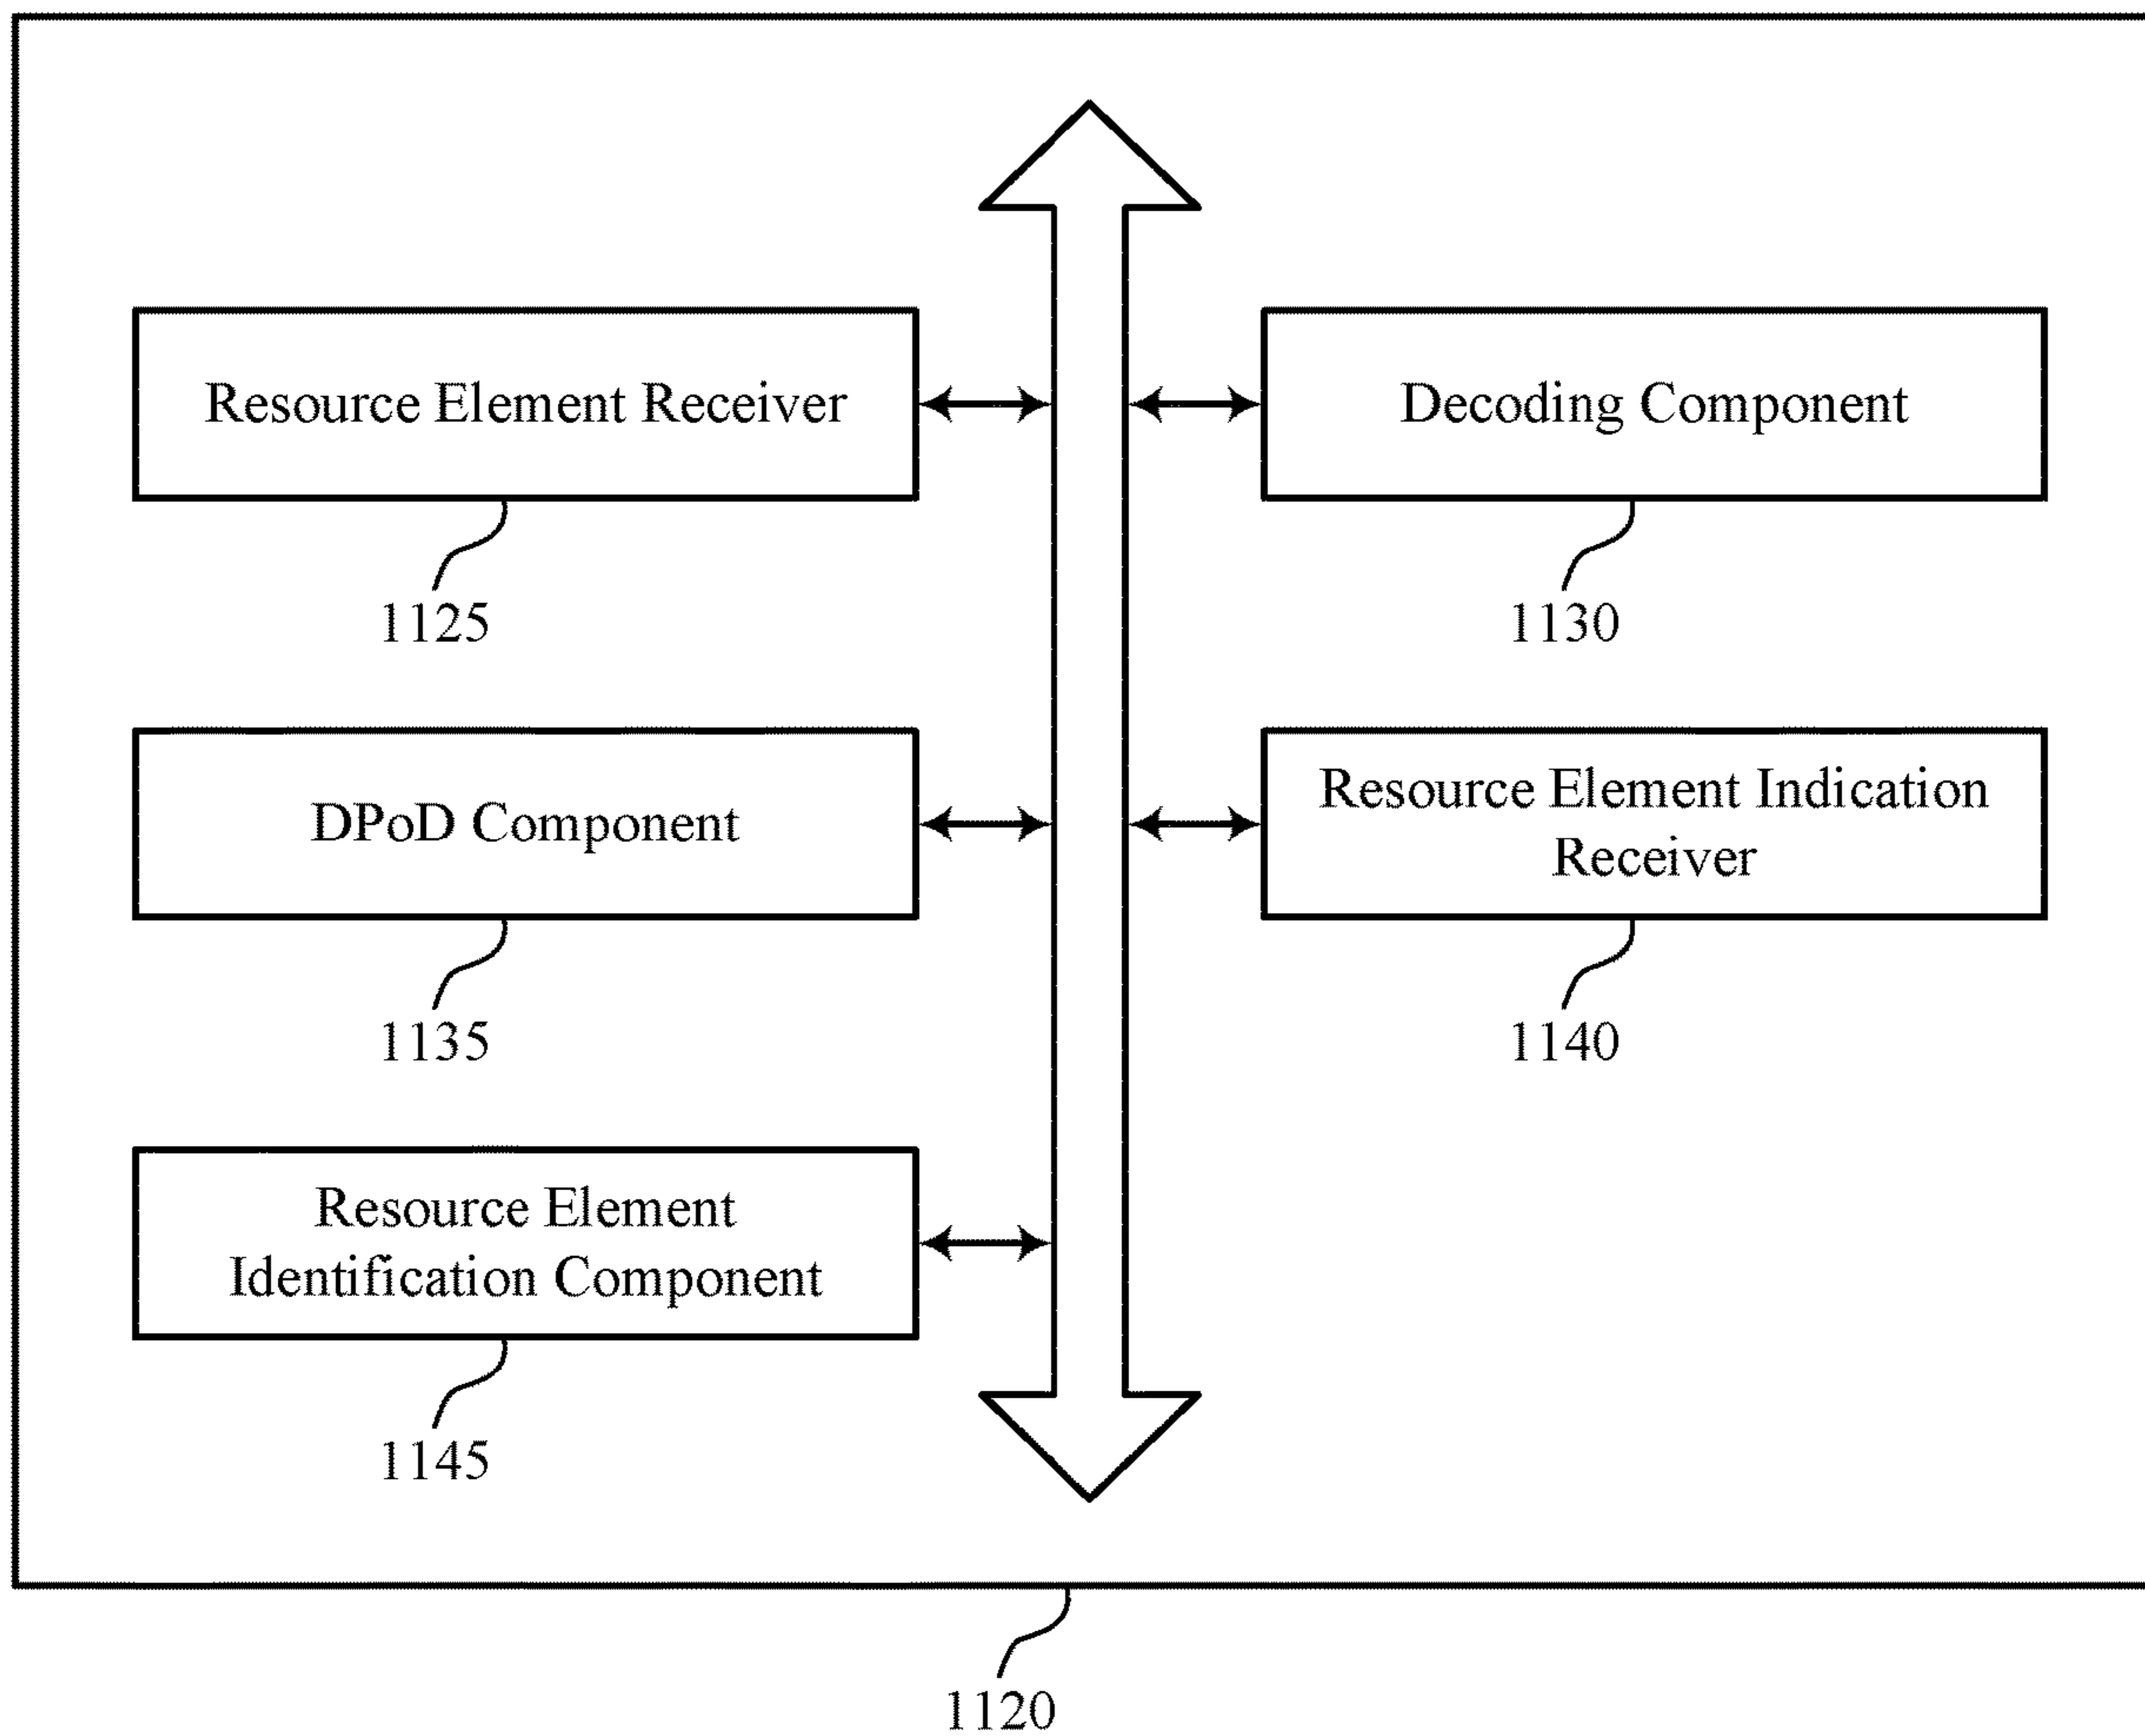 Resource Element Receiver
Decoding Component
1125
1130
DPoD Component
Resource Element Indication
Receiver
1135
1140
Resource Element
Identification Component
1145
1120